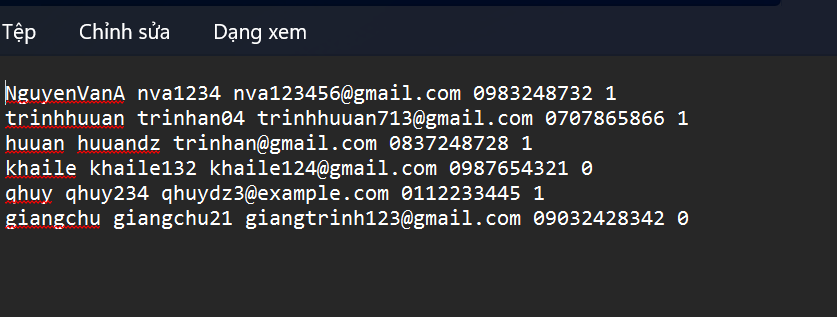 Tệp Chỉnh sửa Dạng xem
NguyenVanA nva1234 nva123456@gmail.com 0983248732 1
trinhhuuan trinhan04 trinhhuuan713@gmail.com 0707865866 1
huuan huuandz trinhan@gmail.com 0837248728 1
khaile khaile132 khaile124@gmail.com 0987654321 0
qhuy qhuy234 qhuydz3@example.com 0112233445 1
giangchu giangchu21 giangtrinh123@gmail.com 09032428342 0